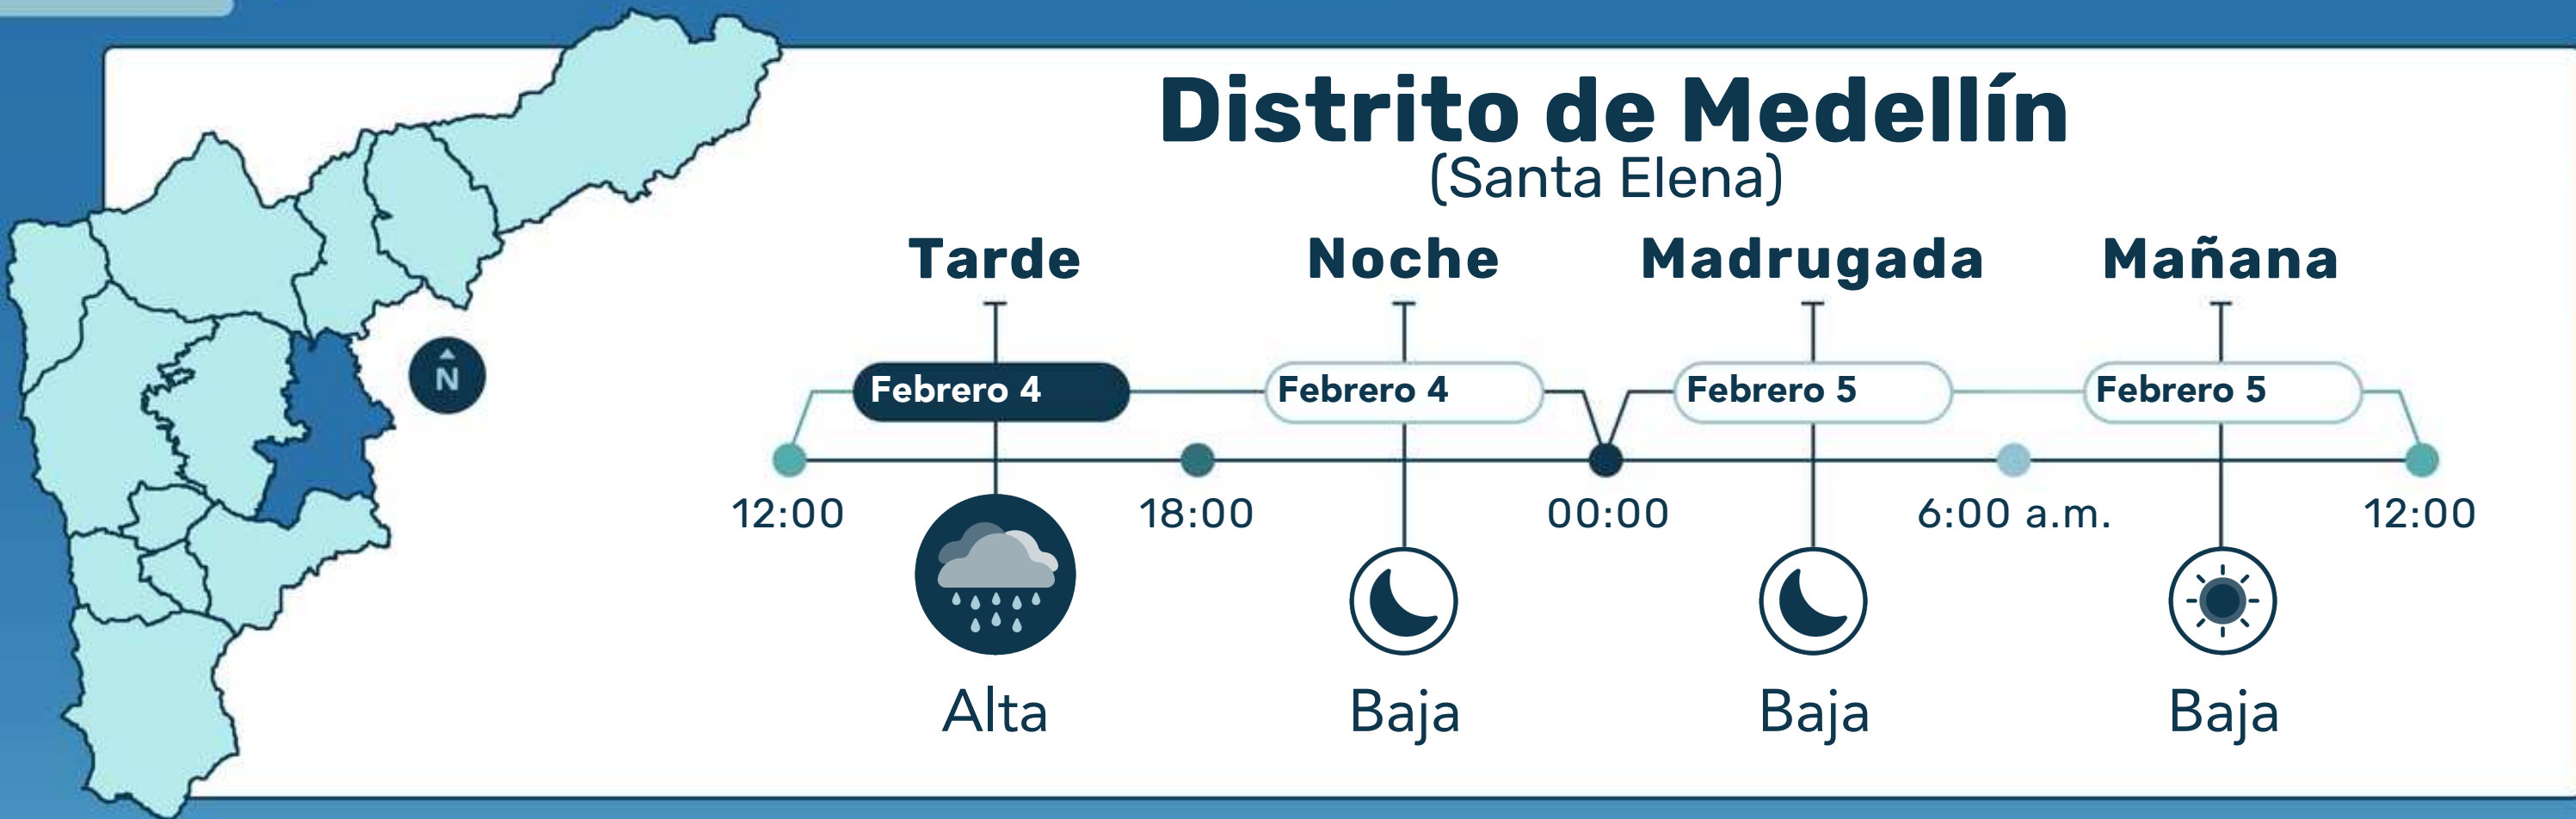 Distrito de Medellín
(Santa Elena)
Tarde Noche Madrugada Mañana
N
Febrero 4 Febrero 4 Febrero 5 Febrero 5
12:00 18:00 00:00 6:00 a.m. 12:00
Alta Baja Baja Baja